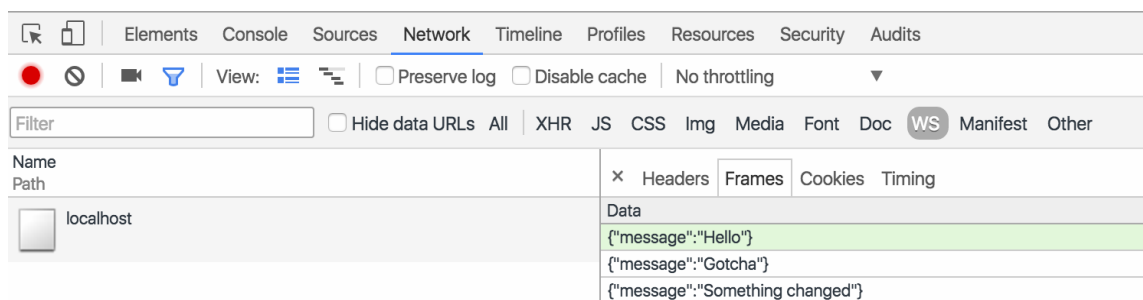 Elements Console Sources Network Timeline Profiles Resources Security Audits
View: Preserve log Disable cache No throttling
Filter Hide data URLs All XHR JS CSS Img Media Font Doc WS Manifest Other
Name
Path
localhost
× Headers Frames Cookies Timing
Data
{"message":"Hello"}
{"message":"Gotcha"}
{"message":"Something changed"}